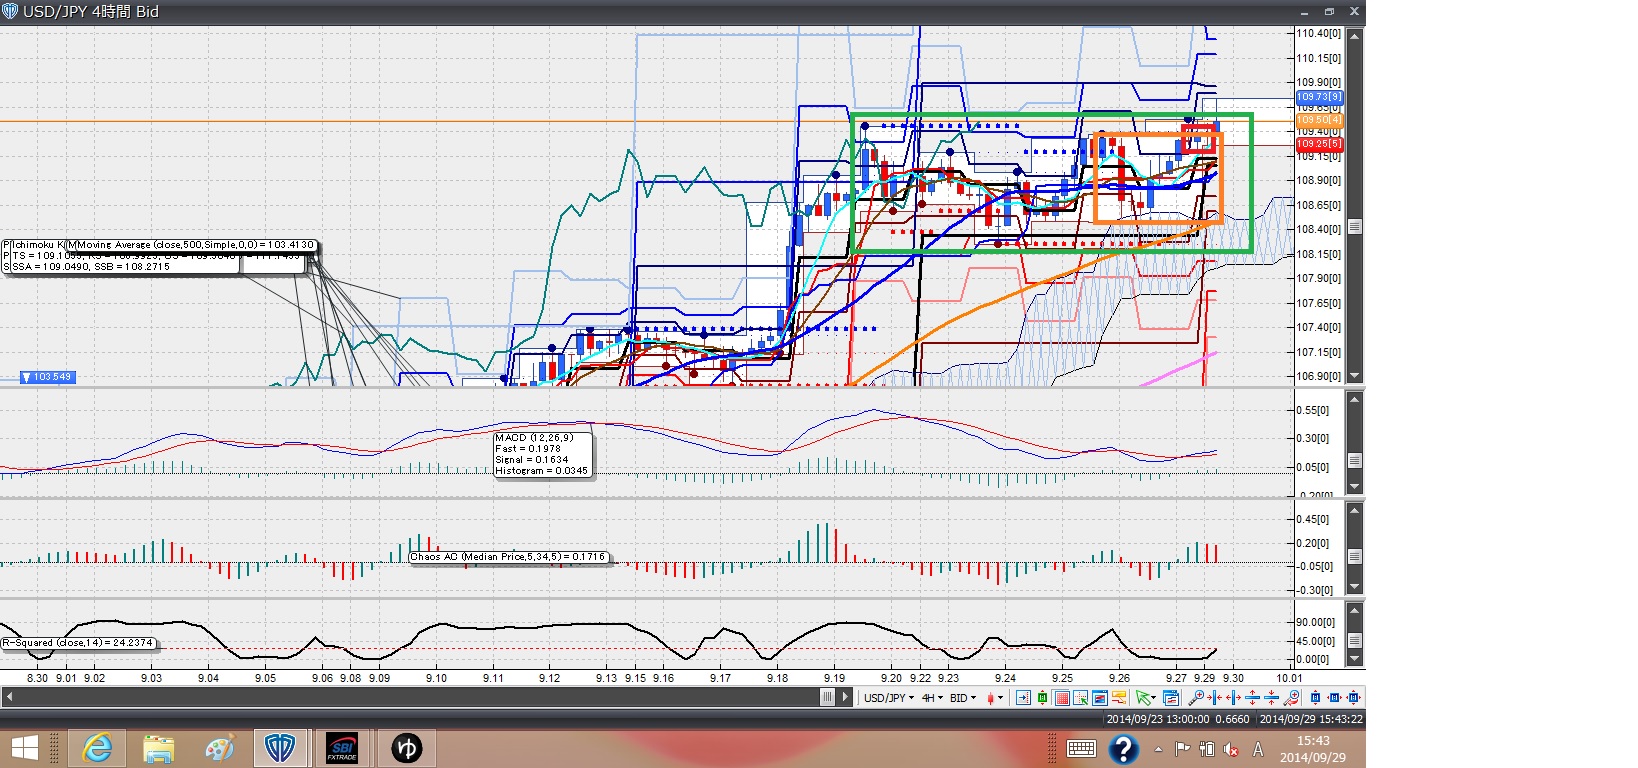 USD/JPY 4時間 Bid
110.40[0]
110.15[0]
109.90[0]
109.73[9]
109.65[0]
109.50[4]
109.40[0]
109.25[5]
109.15[0]
108.90[0]
108.65[0]
108.40[0]
108.15[0]
107.90[0]
107.65[0]
107.40[0]
107.15[0]
106.90[0]
Moving Average (close,500,Simple,0,0) = 103.4130
SSA = 109.0490, SSB = 108.2715
103.549
0.55[0]
0.30[0]
0.05[0]
-0.20[0]
MACD (12,26,9)
Fast = 0.1978
Signal = 0.1634
Histogram = 0.0345
0.45[0]
0.20[0]
-0.05[0]
-0.30[0]
Chaos AC (Median Price,5,34,5) = 0.1716
90.00[0]
45.00[0]
0.00[0]
R-Squared (close,14) = 24.2374
8.30 9.01 9.02 9.03 9.04 9.05 9.06 9.08 9.09 9.10 9.11 9.12 9.13 9.15 9.16 9.17 9.18 9.19 9.20 9.22 9.23 9.24 9.25 9.26 9.27 9.29 9.30 10.01
USD/JPY 4H BID
2014/09/23 13:00:00 0.6660 2014/09/29 15:43:22
SBI
FXTRADE
ゆ
?
A
15:43
2014/09/29